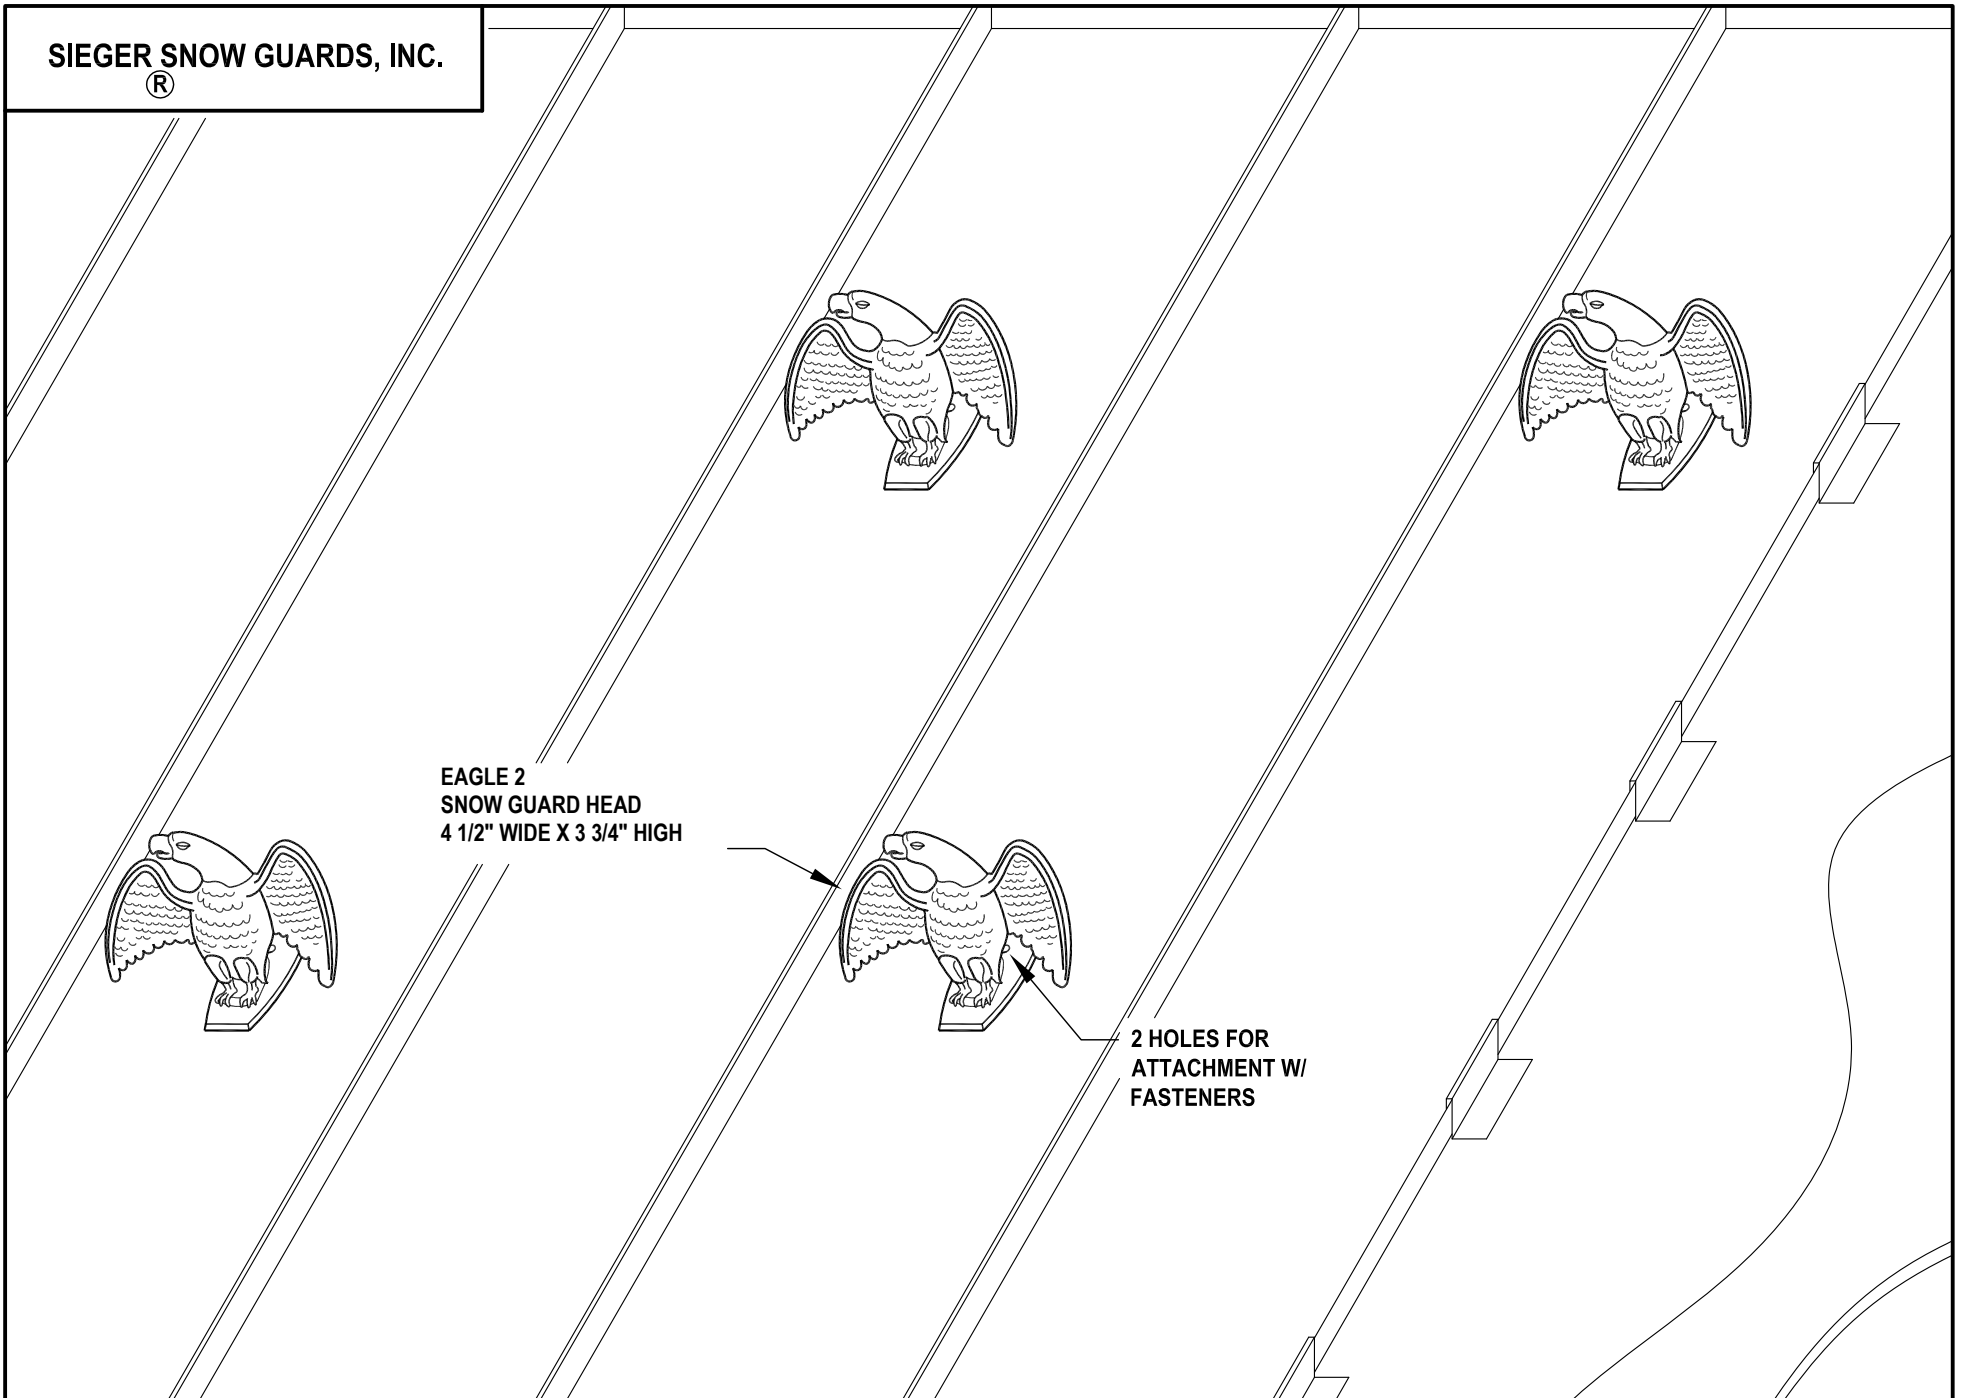 SIEGER SNOW GUARDS, INC.
®
EAGLE 2
SNOW GUARD HEAD
4 1/2" WIDE X 3 3/4" HIGH
2 HOLES FOR
ATTACHMENT W/
FASTENERS